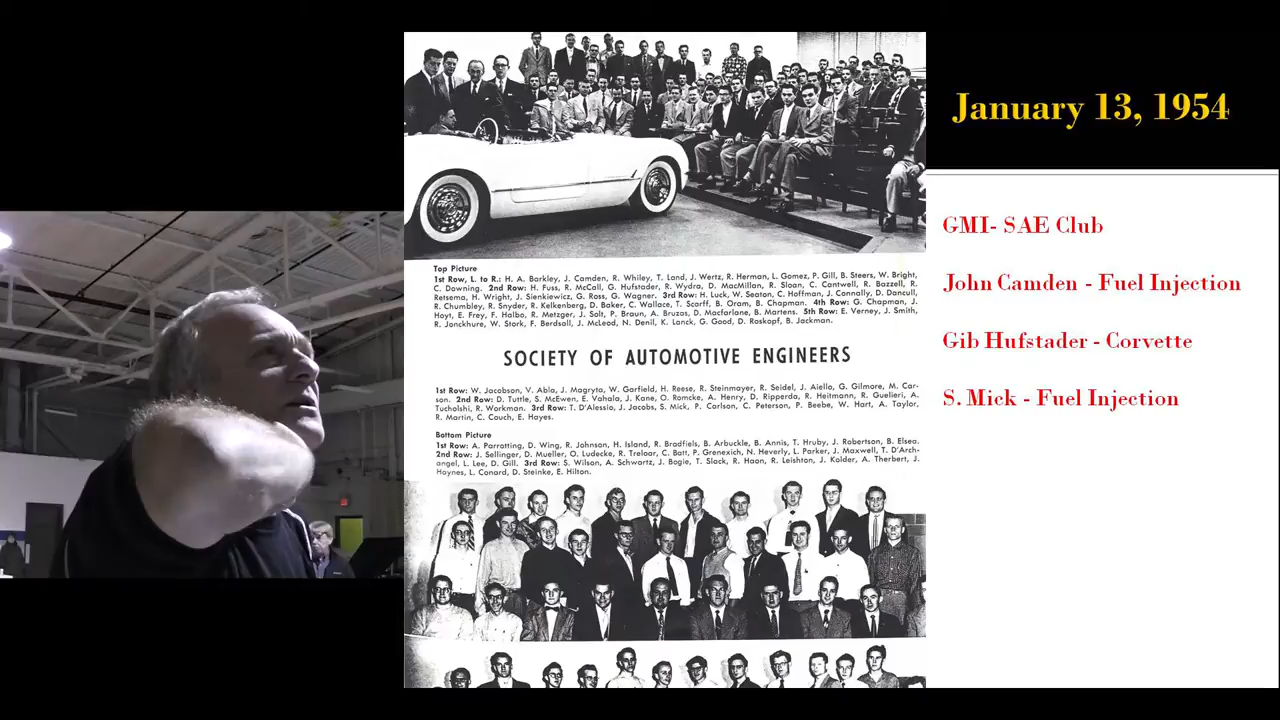 January 13, 1954
GMI- SAE Club
John Camden - Fuel Injection
Gib Hufstader - Corvette
S. Mick - Fuel Injection
Top Picture
1st Row, L. to R.: H. A. Barkley, J. Camden, R. Whiley, T. Land, J. Wertz, R. Herman, L. Gomez, P. Gill, B. Steers, W. Bright,
C. Downing. 2nd Row: H. Fuss, R. McCall, G. Hufstader, R. Wydra, D. MacMillan, R. Sloan, C. Cantwell, R. Bazzell, R.
Retsema, H. Wright, J. Sienkiewicz, G. Ross, G. Wagner. 3rd Row: H. Luck, W. Seaton, C. Hoffman, J. Connally, D. Dancull,
R. Chumbley, R. Snyder, R. Kelkenberg, D. Baker, C. Wallace, T. Scarff, B. Oram, B. Chapman. 4th Row: G. Chapman, J.
Hoyt, E. Frey, F. Halbo, R. Metzger, J. Solt, P. Braun, A. Bruzas, D. Macfarlane, B. Martens. 5th Row: E. Verney, J. Smith,
R. Jonckhure, W. Stork, F. Berdsall, J. McLeod, N. Denil, K. Lanck, G. Good, D. Roskopf, B. Jackman.
SOCIETY OF AUTOMOTIVE ENGINEERS
1st Row: W. Jacobson, V. Abla, J. Magryta, W. Garfield, H. Reese, R. Steinmayer, R. Seidel, J. Aiello, G. Gilmore, M. Car-
son. 2nd Row: D. Tuttle, S. McEwen, E. Vahala, J. Kane, O. Romcke, A. Henry, D. Ripperda, R. Heitmann, R. Guelleri, A.
Tucholshi, R. Workman. 3rd Row: T. D'Alessio, J. Jacobs, S. Mick, P. Carlson, C. Peterson, P. Beebe, W. Hart, A. Taylor,
R. Martin, C. Couch, E. Hayes.
Bottom Picture
1st Row: A. Parrotting, D. Wing, R. Johnson, H. Island, R. Bradfiels, B. Arbuckle, B. Annis, T. Hruby, J. Robertson, B. Elsea.
2nd Row: J. Sellinger, D. Mueller, O. Ludecke, R. Treloar, C. Batt, P. Grenexich, N. Heverly, L. Parker, J. Maxwell, T. D'Arch-
angel, L. Lee, D. Gill. 3rd Row: S. Wilson, A. Schwartz, J. Bogie, T. Slack, R. Haon, R. Leishton, J. Kolder, A. Therbert, J.
Haynes, L. Conard, D. Steinke, E. Hilton.